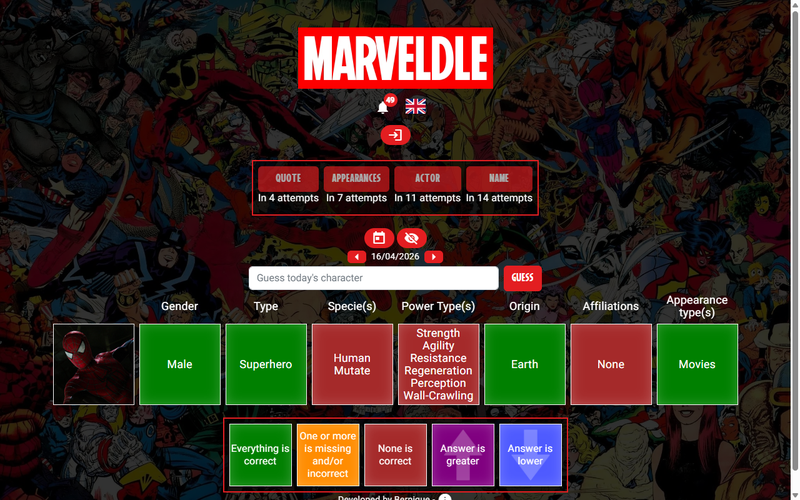 MARVELDLE
49
QUOTE APPEARANCES ACTOR NAME
In 4 attempts In 7 attempts In 11 attempts In 14 attempts
16/04/2026
Guess today's character GUESS
Gender Type Specie(s) Power Type(s) Origin Affiliations Appearance type(s)
Male
Superhero
Human
Mutate
Strength
Agility
Resistance
Regeneration
Perception
Wall-Crawling
Earth
None
Movies
Everything is
correct
One or more
is missing
and/or
incorrect
None is
correct
Answer is
greater
Answer is
lower
Developed by Bernique -